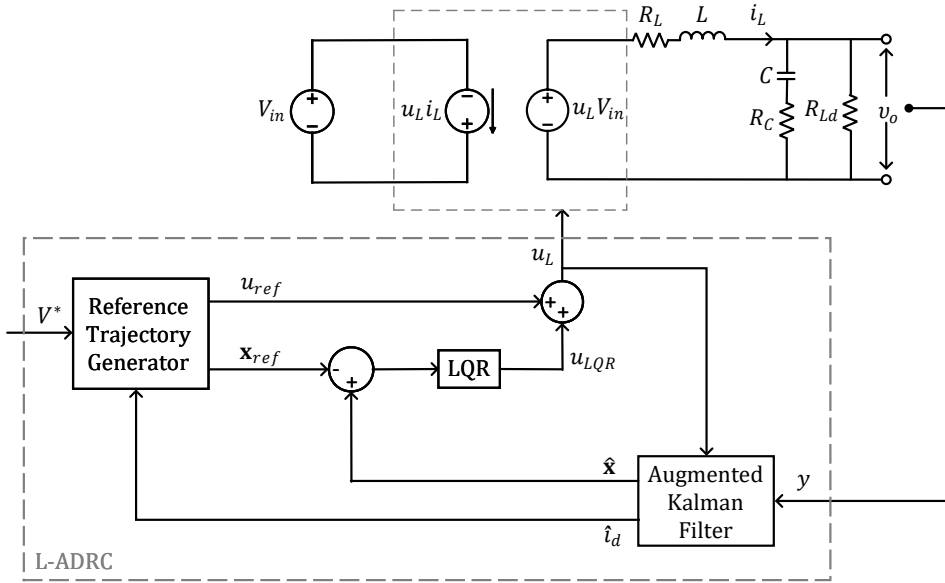 R_L L i_L
V_in
+
−
u_L i_L
−
+
+
−
u_L V_in
C
R_C
R_Ld
v_o
u_L
V*
Reference
Trajectory
Generator
u_ref
+
+
x_ref
-
+
LQR
u_LQR
x̂
î_d
Augmented
Kalman
Filter
y
L-ADRC